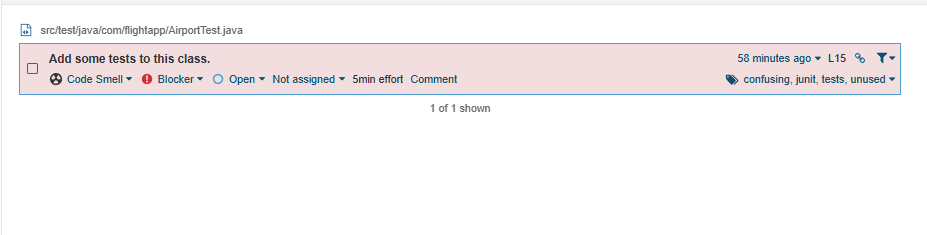 src/test/java/com/flightapp/AirportTest.java
Add some tests to this class. 58 minutes ago L15
Code Smell Blocker Open Not assigned 5min effort Comment confusing, junit, tests, unused
1 of 1 shown